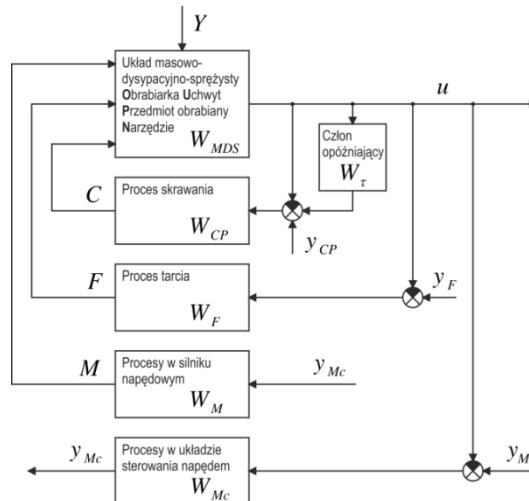 Y
Układ masowo-
dysypacyjno-sprężysty
Obrabiarka Uchwyt
Przedmiot obrabiany
Narzędzie
W_MDS
u
Człon
opóźniający
W_τ
C
Proces skrawania
W_CP
y_CP
F
Proces tarcia
W_F
y_F
M
Procesy w silniku
napędowym
W_M
y_Mc
y_Mc
Procesy w układzie
sterowania napędem
W_Mc
y_M